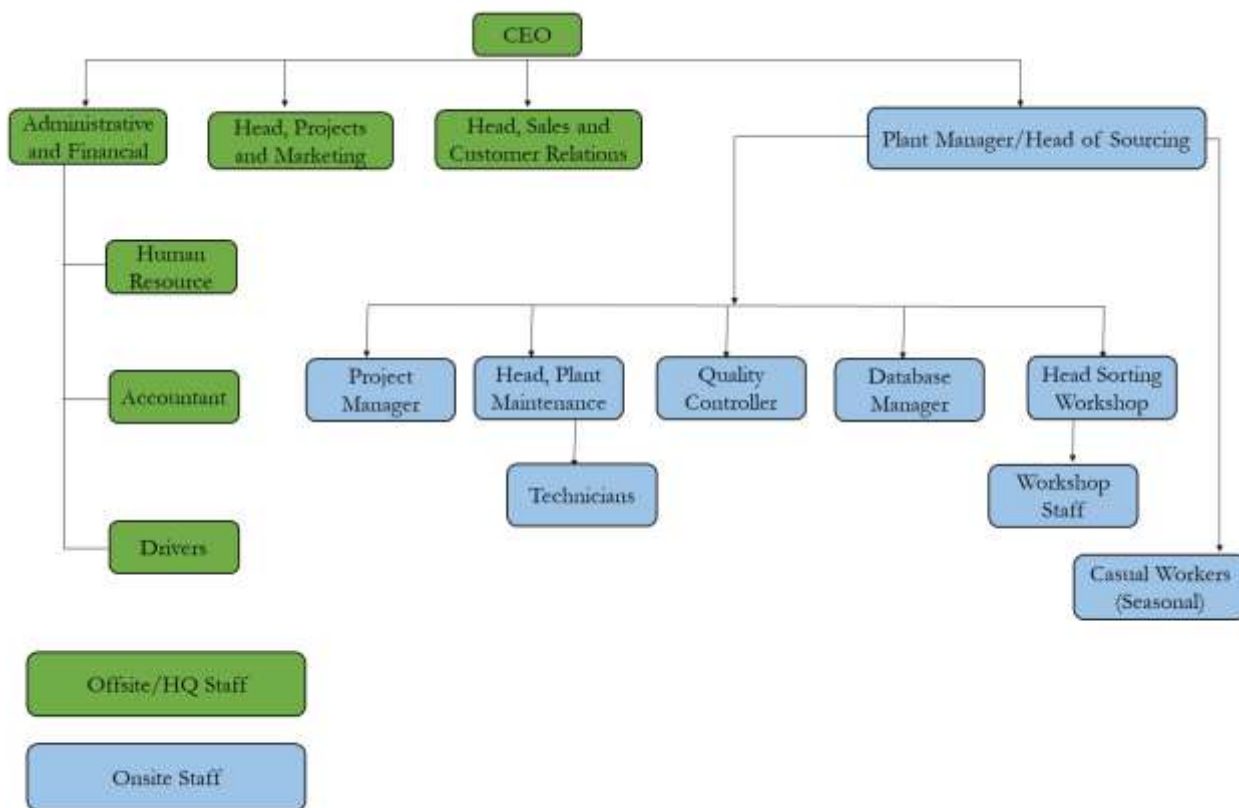 CEO
Administrative
and Financial
Head, Projects
and Marketing
Head, Sales and
Customer Relations
Plant Manager/Head of Sourcing
Human
Resource
Accountant
Drivers
Project
Manager
Head, Plant
Maintenance
Quality
Controller
Database
Manager
Head Sorting
Workshop
Technicians
Workshop
Staff
Casual Workers
(Seasonal)
Offsite/HQ Staff
Onsite Staff